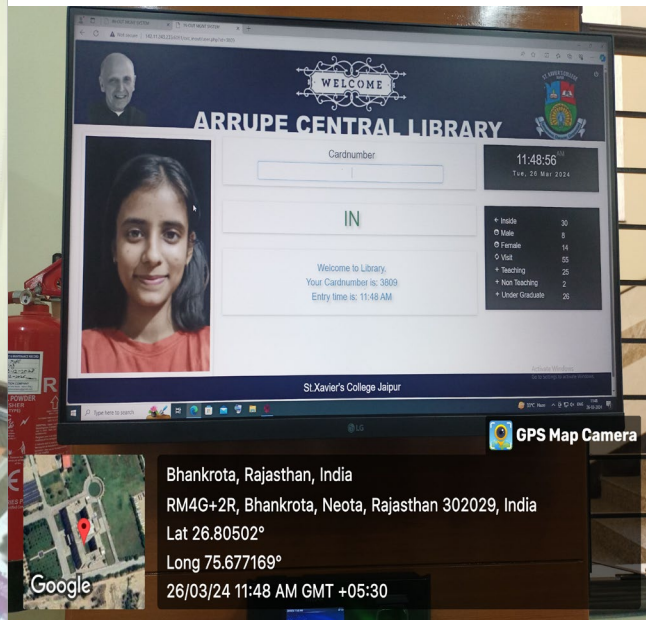 WELCOME
ARRUPE CENTRAL LIBRARY
Cardnumber
11:48:56 AM
Tue, 26 Mar 2024
IN
Inside 30
Male 8
Female 14
Visit 55
Teaching 25
Non Teaching 2
Under Graduate 26
Welcome to Library,
Your Cardnumber is: 3809
Entry time is: 11:48 AM
Activate Windows
St.Xavier's College Jaipur
Type here to search
LG
GPS Map Camera
POWDER
Bhankrota, Rajasthan, India
RM4G+2R, Bhankrota, Neota, Rajasthan 302029, India
Lat 26.80502°
Long 75.677169°
26/03/24 11:48 AM GMT +05:30
Google